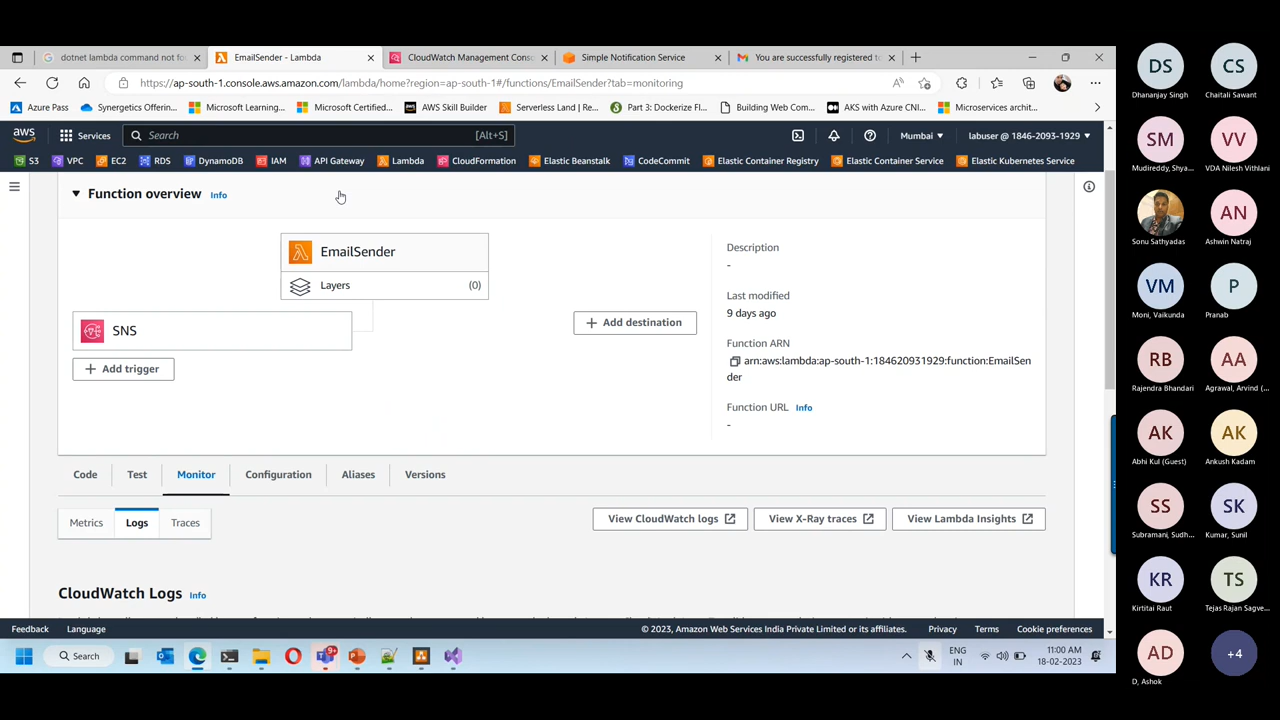 dotnet lambda command not fo
EmailSender - Lambda
CloudWatch Management Cons
Simple Notification Service
You are successfully registered to
https://ap-south-1.console.aws.amazon.com/lambda/home?region=ap-south-1#/functions/EmailSender?tab=monitoring
Azure Pass
Synergetics Offering...
Microsoft Learning...
Microsoft Certified...
AWS Skill Builder
Serverless Land | Re...
Part 3: Dockerize Fl...
Building Web Com...
AKS with Azure CNI...
Microservices archit...
aws
Services
Search
[Alt+S]
Mumbai
labuser @ 1846-2093-1929
S3
VPC
EC2
RDS
DynamoDB
IAM
API Gateway
Lambda
CloudFormation
Elastic Beanstalk
CodeCommit
Elastic Container Registry
Elastic Container Service
Elastic Kubernetes Service
Function overview
Info
EmailSender
Layers
(0)
SNS
Add trigger
Add destination
Description
-
Last modified
9 days ago
Function ARN
arn:aws:lambda:ap-south-1:184620931929:function:EmailSen
der
Function URL
Info
-
Code
Test
Monitor
Configuration
Aliases
Versions
Metrics
Logs
Traces
View CloudWatch logs
View X-Ray traces
View Lambda Insights
CloudWatch Logs
Info
Feedback
Language
© 2023, Amazon Web Services India Private Limited or its affiliates.
Privacy
Terms
Cookie preferences
Search
9+
ENG
IN
11:00 AM
18-02-2023
DS
Dhananjay Singh
CS
Chaitali Sawant
SM
Mudireddy, Shya...
VV
VDA Nilesh Vithlani
Sonu Sathyadas
AN
Ashwin Natraj
VM
Moni, Vaikunda
P
Pranab
RB
Rajendra Bhandari
AA
Agrawal, Arvind (...
AK
Abhi Kul (Guest)
AK
Ankush Kadam
SS
Subramani, Sudh...
SK
Kumar, Sunil
KR
Kirtitai Raut
TS
Tejas Rajan Sagve...
AD
D, Ashok
+4